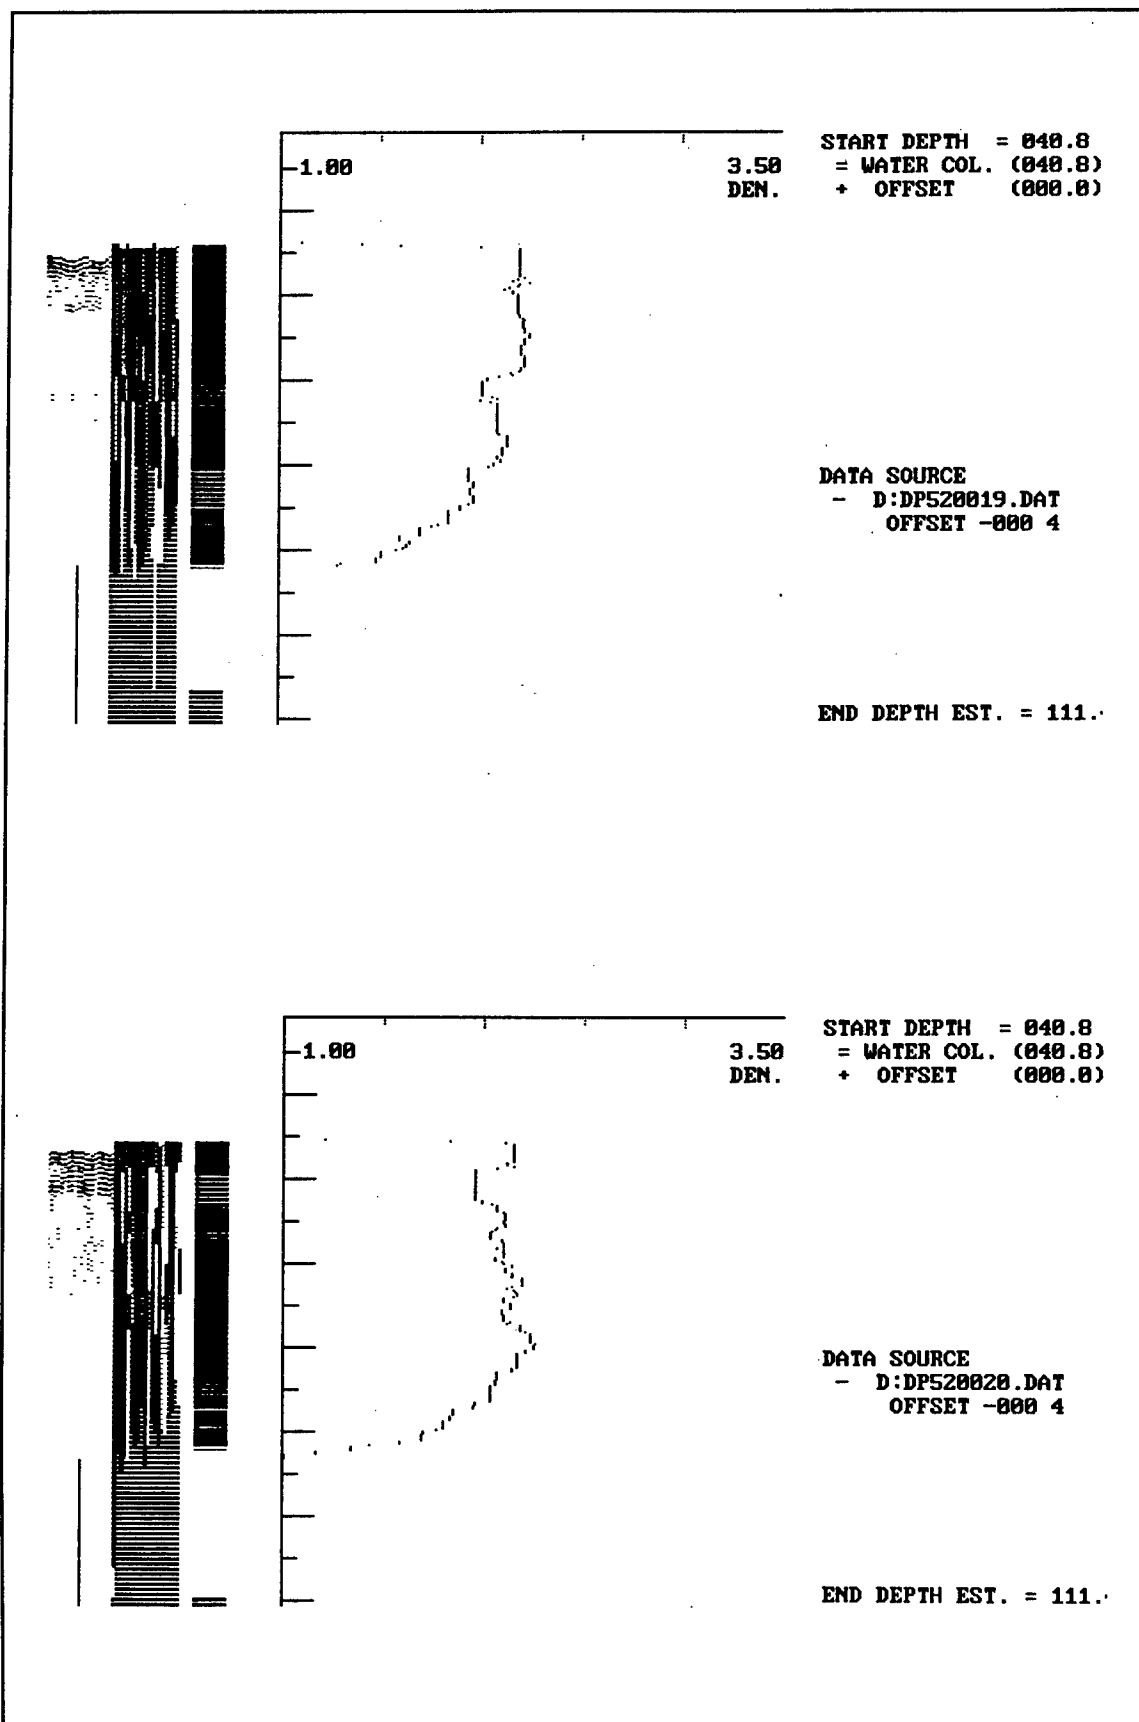 START DEPTH = 040.8
1.00 3.50 = WATER COL. (040.8)
DEN. + OFFSET (000.0)
DATA SOURCE
- D:DP520019.DAT
OFFSET -000 4
END DEPTH EST. = 111.
START DEPTH = 040.8
1.00 3.50 = WATER COL. (040.8)
DEN. + OFFSET (000.0)
DATA SOURCE
- D:DP520020.DAT
OFFSET -000 4
END DEPTH EST. = 111.